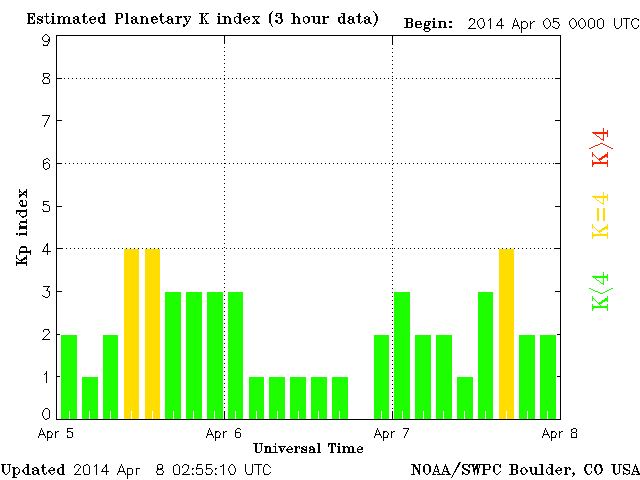 Estimated Planetary K index (3 hour data)
Begin: 2014 Apr 05 0000 UTC
9
8
7
6
5
4
3
2
1
0
Kp index
K>4
K=4
K<4
Apr 5
Apr 6
Apr 7
Apr 8
Universal Time
Updated 2014 Apr 8 02:55:10 UTC
NOAA/SWPC Boulder, CO USA